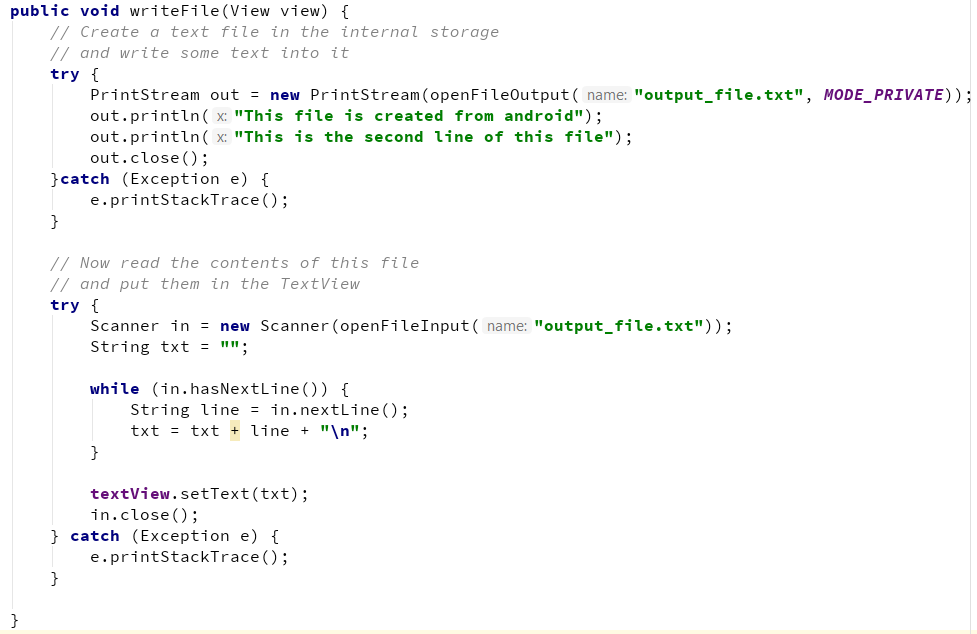 public void writeFile(View view) {
    // Create a text file in the internal storage
    // and write some text into it
    try {
        PrintStream out = new PrintStream(openFileOutput( name: "output_file.txt", MODE_PRIVATE));
        out.println( x: "This file is created from android");
        out.println( x: "This is the second line of this file");
        out.close();
    }catch (Exception e) {
        e.printStackTrace();
    }

    // Now read the contents of this file
    // and put them in the TextView
    try {
        Scanner in = new Scanner(openFileInput( name: "output_file.txt"));
        String txt = "";

        while (in.hasNextLine()) {
            String line = in.nextLine();
            txt = txt + line + "\n";
        }

        textView.setText(txt);
        in.close();
    } catch (Exception e) {
        e.printStackTrace();
    }

}